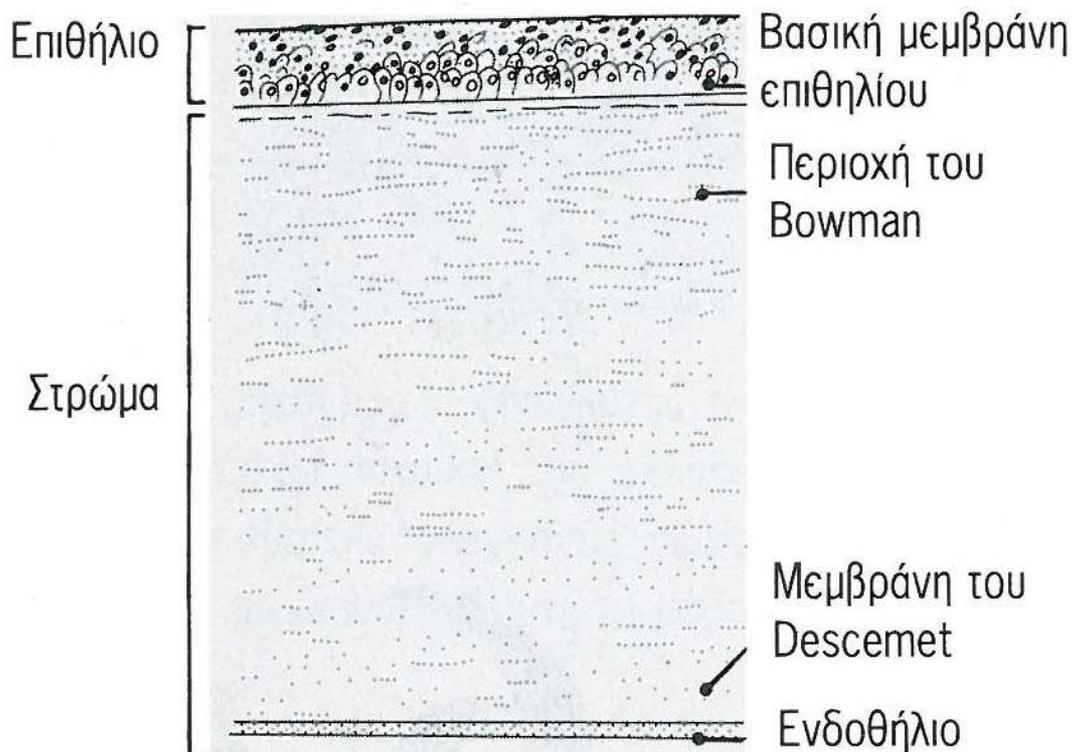 Επιθήλιο
Βασική μεμβράνη
επιθηλίου
Περιοχή του
Bowman
Στρώμα
Μεμβράνη του
Descemet
Ενδοθήλιο